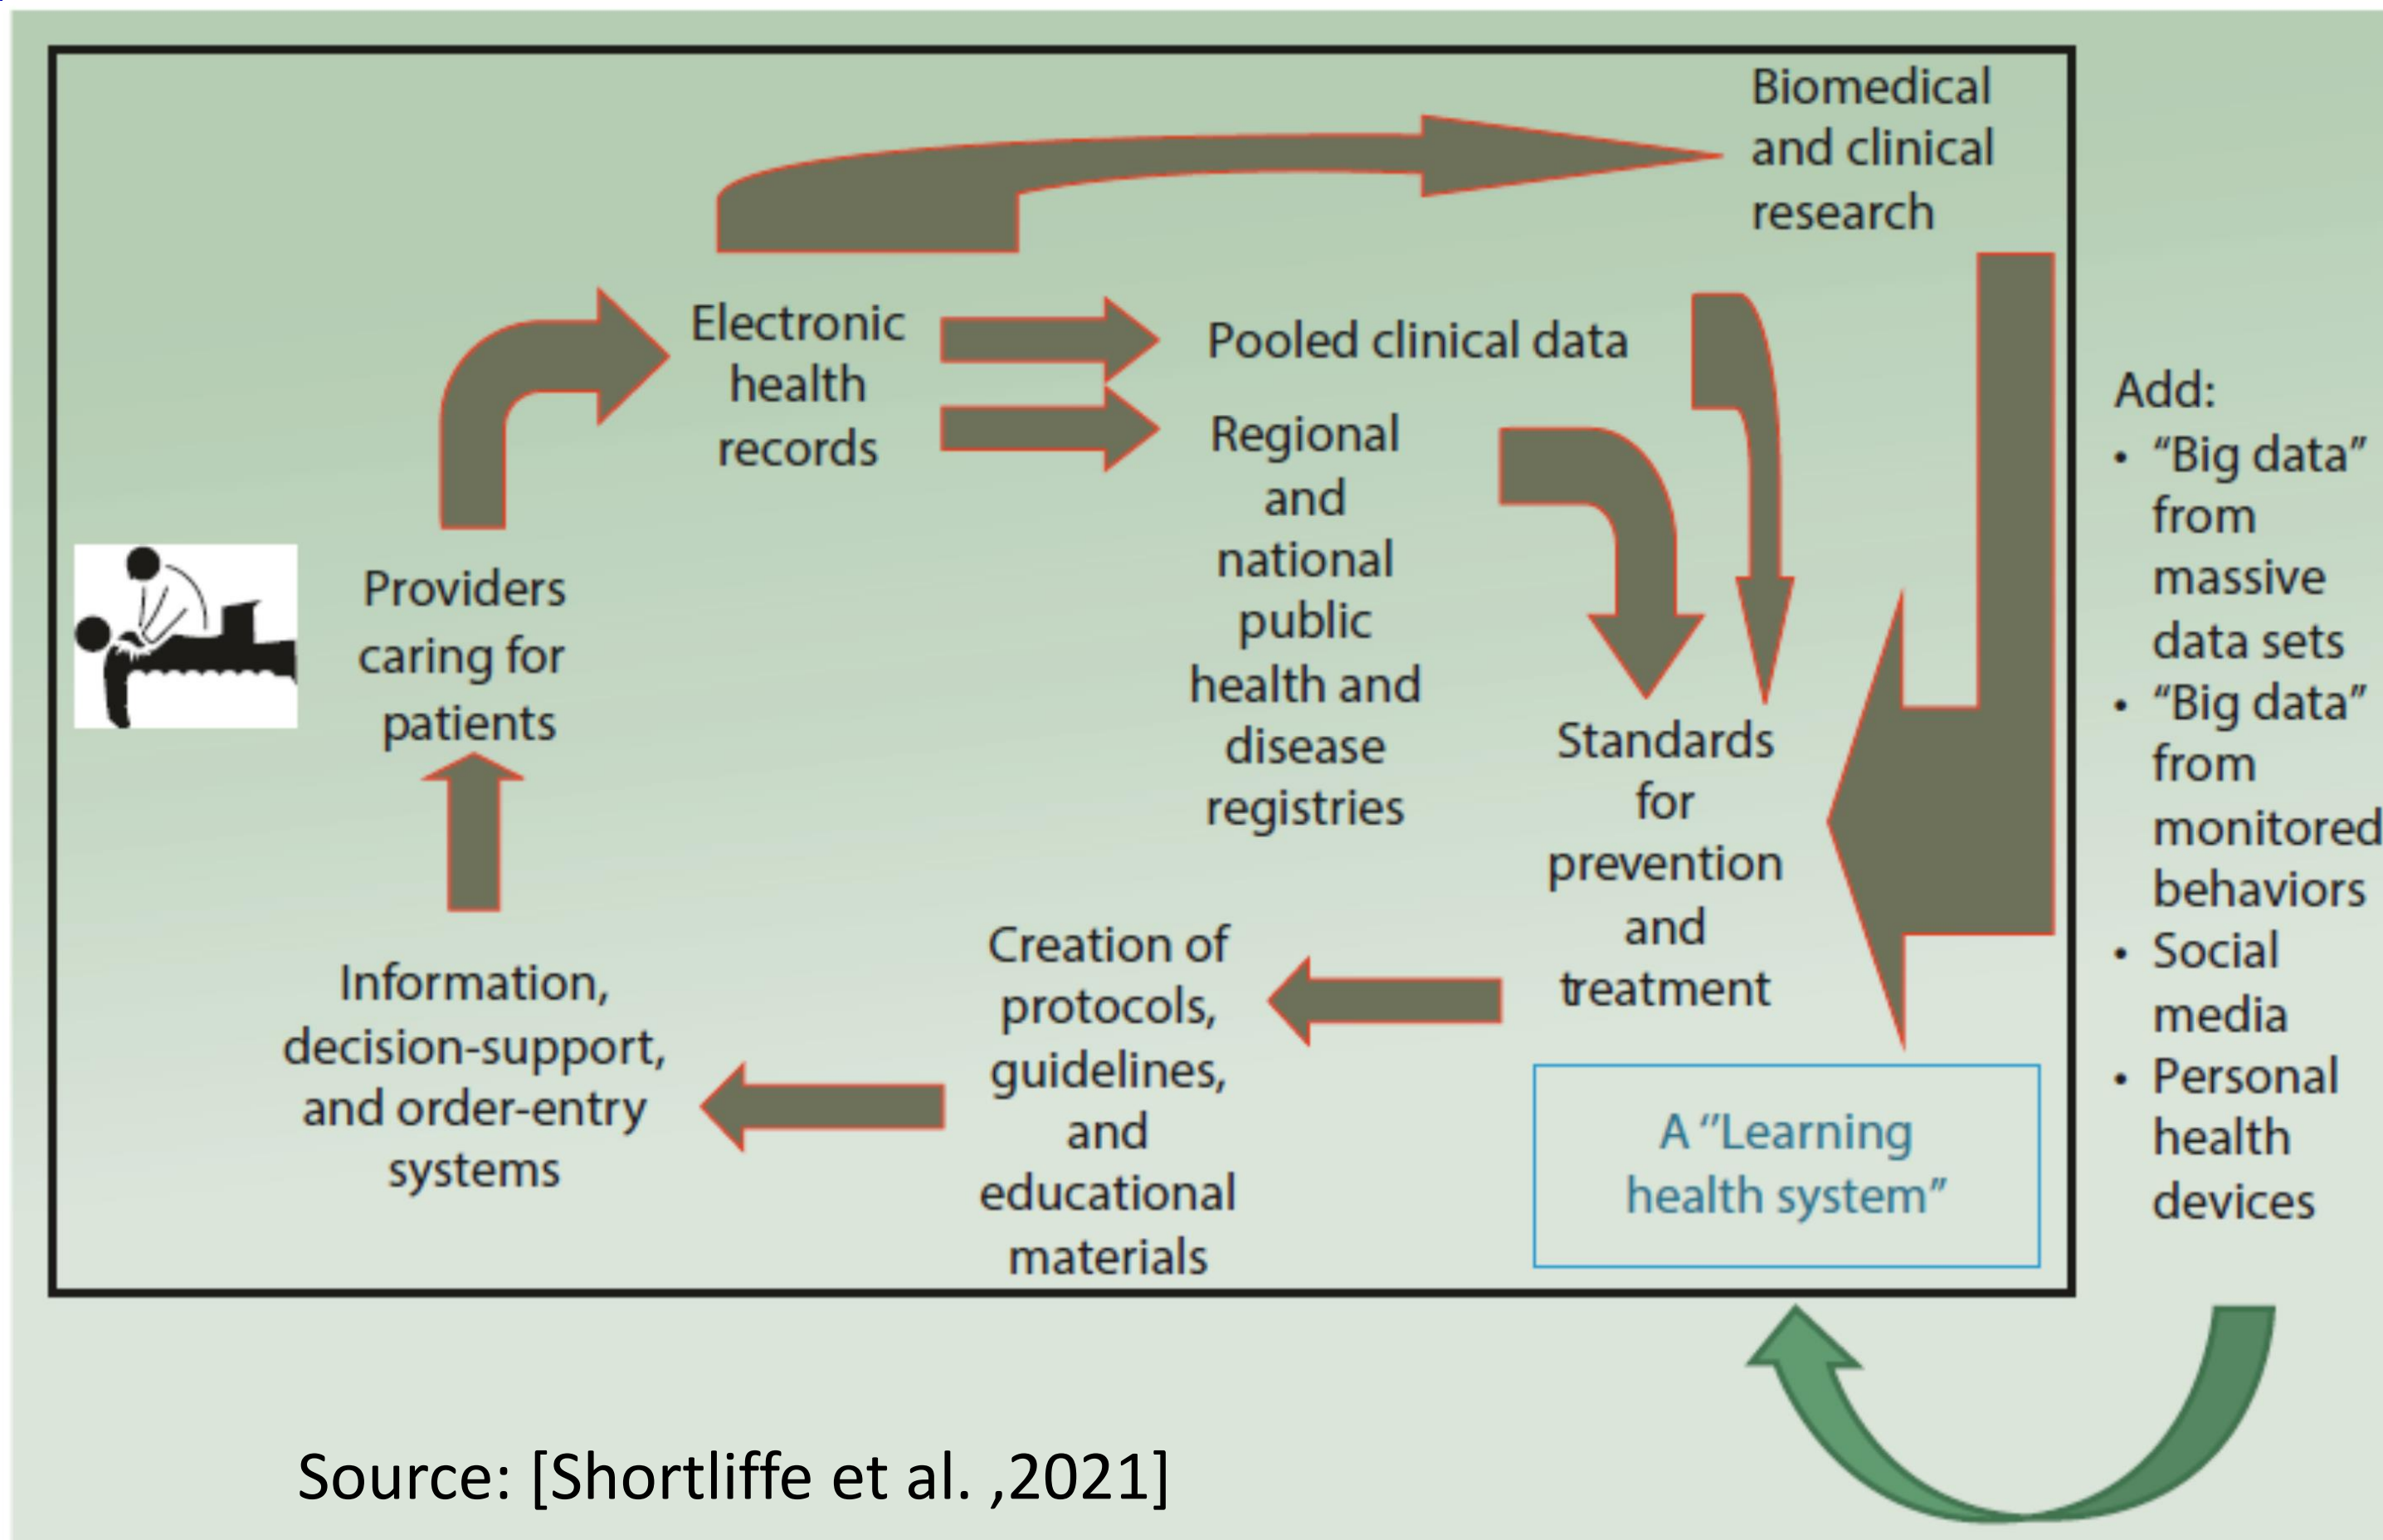 Biomedical
and clinical
research
Electronic
health
records
Pooled clinical data
Regional
and
national
public
health and
disease
registries
Providers
caring for
patients
Standards
for
prevention
and
treatment
Creation of
protocols,
guidelines,
and
educational
materials
Information,
decision-support,
and order-entry
systems
A ”Learning
health system”
Add:
• “Big data”
from
massive
data sets
• “Big data”
from
monitored
behaviors
• Social
media
• Personal
health
devices
Source: [Shortliffe et al. ,2021]